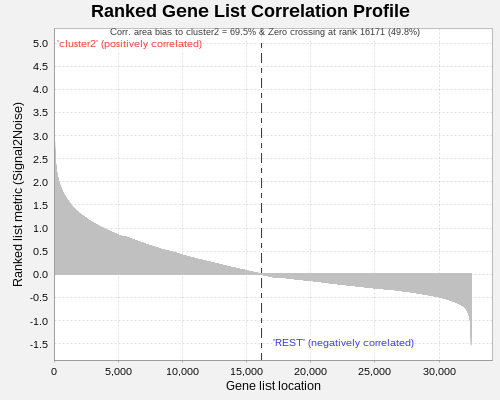 Ranked Gene List Correlation Profile
Corr. area bias to cluster2 = 69.5% & Zero crossing at rank 16171 (49.8%)
'cluster2' (positively correlated)
5.0
4.5
4.0
3.5
3.0
2.5
2.0
1.5
1.0
0.5
0.0
-0.5
-1.0
-1.5
Ranked list metric (Signal2Noise)
'REST' (negatively correlated)
0 5,000 10,000 15,000 20,000 25,000 30,000
Gene list location